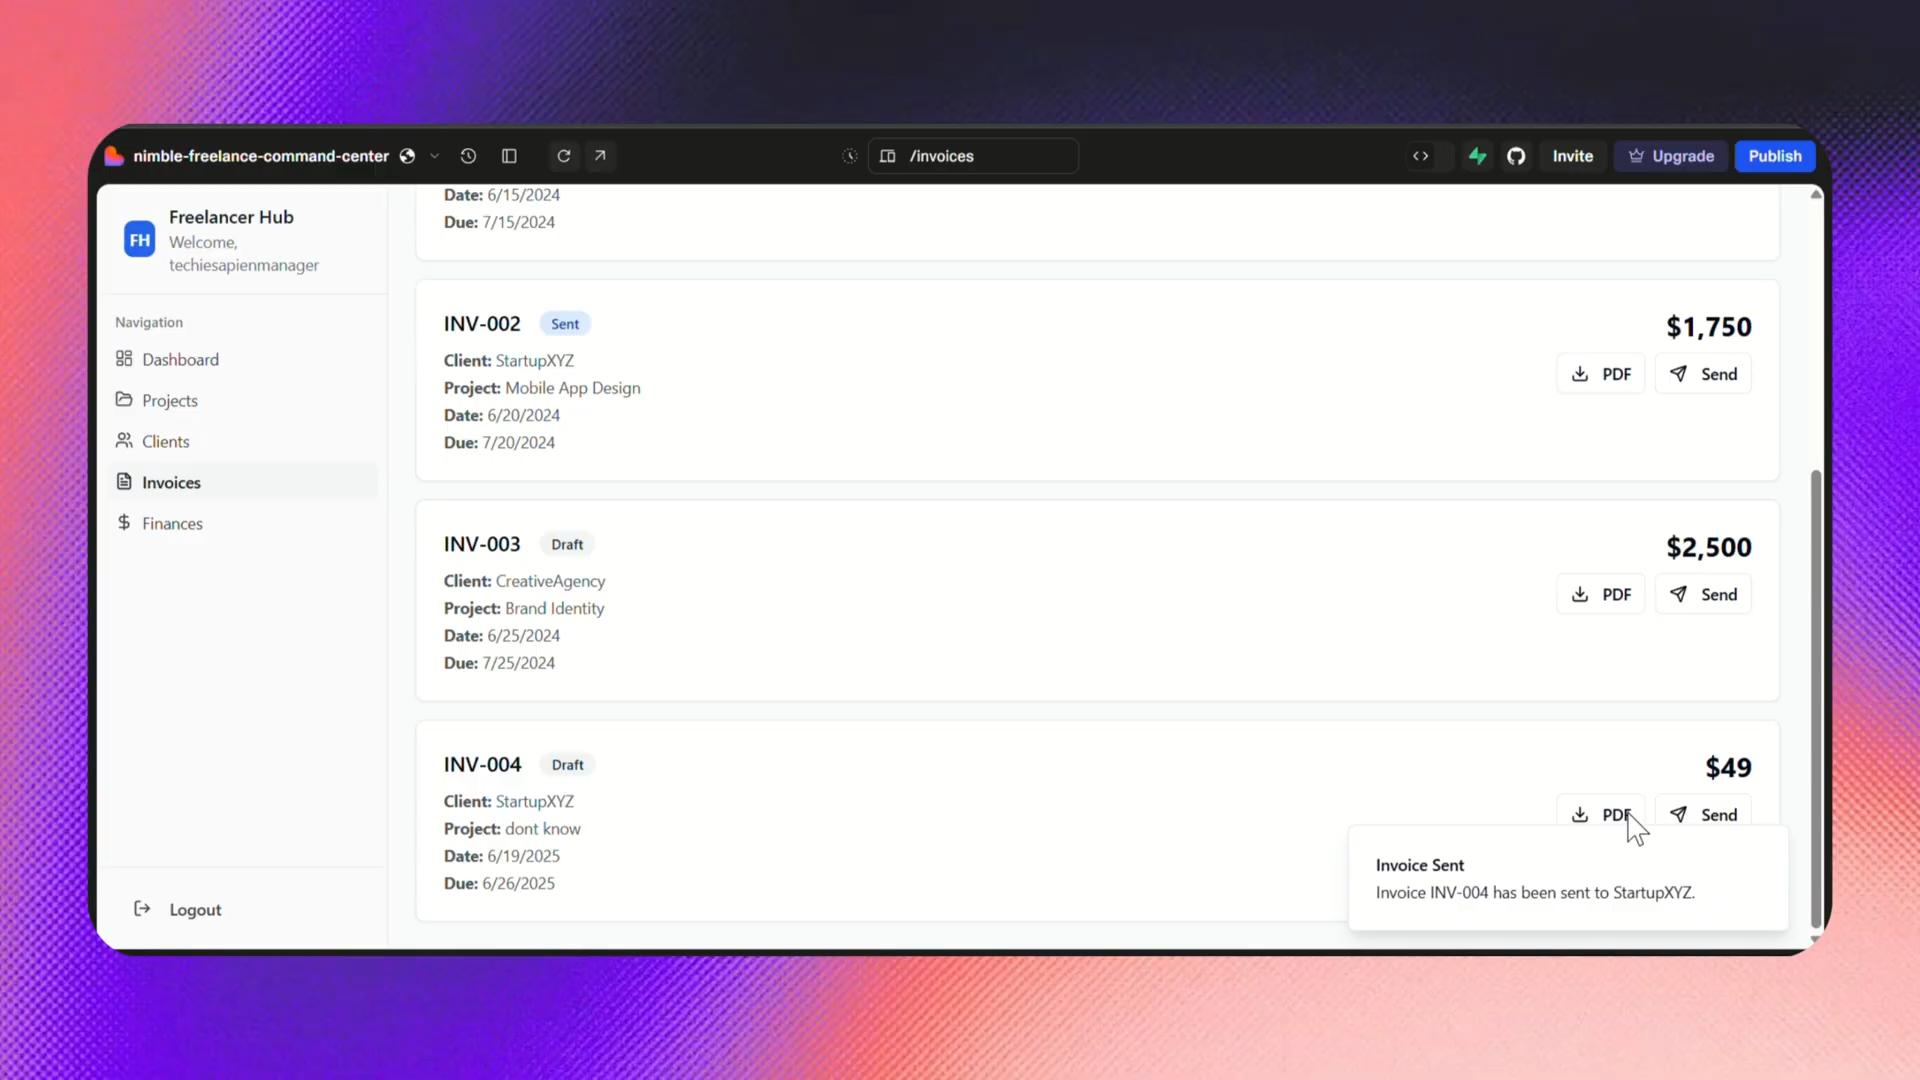 nimble-freelance-command-center
/invoices
Invite
Upgrade
Publish
FH
Freelancer Hub
Welcome,
techiesapienmanager
Navigation
Dashboard
Projects
Clients
Invoices
Finances
Logout
Date: 6/15/2024
Due: 7/15/2024
INV-002 Sent
$1,750
Client: StartupXYZ
Project: Mobile App Design
Date: 6/20/2024
Due: 7/20/2024
PDF Send
INV-003 Draft
$2,500
Client: CreativeAgency
Project: Brand Identity
Date: 6/25/2024
Due: 7/25/2024
PDF Send
INV-004 Draft
$49
Client: StartupXYZ
Project: dont know
Date: 6/19/2025
Due: 6/26/2025
PDF Send
Invoice Sent
Invoice INV-004 has been sent to StartupXYZ.